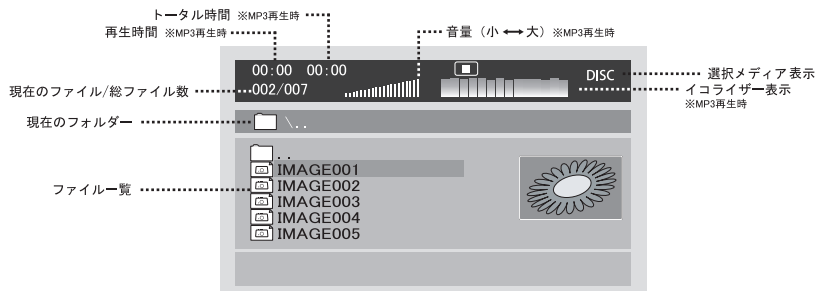 トータル時間 ※MP3再生時
再生時間 ※MP3再生時
音量（小 ⟷ 大）※MP3再生時
00:00 00:00
DISC
選択メディア表示
現在のファイル/総ファイル数
002/007
イコライザー表示
※MP3再生時
現在のフォルダー
\..
..
IMAGE001
IMAGE002
ファイル一覧
IMAGE003
IMAGE004
IMAGE005